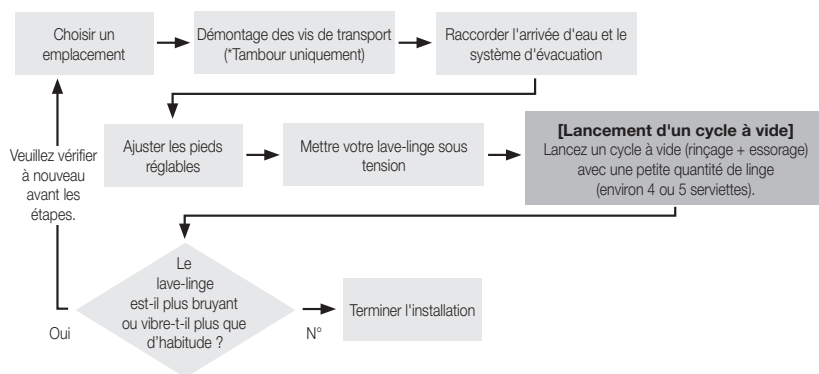 Choisir un
emplacement
Démontage des vis de transport
(*Tambour uniquement)
Raccorder l'arrivée d'eau et le
système d'évacuation
Veuillez vérifier
à nouveau
avant les
étapes.
Ajuster les pieds
réglables
Mettre votre lave-linge sous
tension
[Lancement d'un cycle à vide]
Lancez un cycle à vide (rinçage + essorage)
avec une petite quantité de linge
(environ 4 ou 5 serviettes).
Le
lave-linge
est-il plus bruyant
ou vibre-t-il plus que
d'habitude ?
Oui
N°
Terminer l'installation